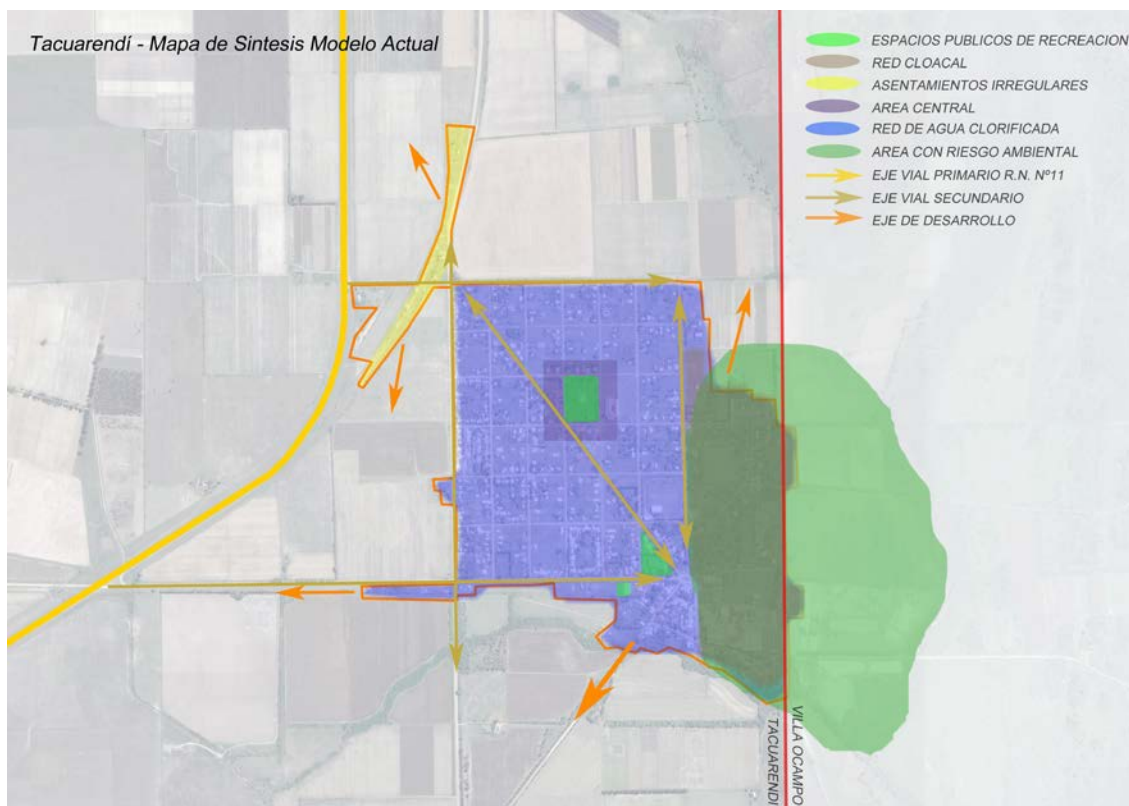 Tacuarendí - Mapa de Sintesis Modelo Actual
ESPACIOS PUBLICOS DE RECREACION
RED CLOACAL
ASENTAMIENTOS IRREGULARES
AREA CENTRAL
RED DE AGUA CLORIFICADA
AREA CON RIESGO AMBIENTAL
EJE VIAL PRIMARIO R.N. Nº11
EJE VIAL SECUNDARIO
EJE DE DESARROLLO
VILLA OCAMPO
TACUARENDI